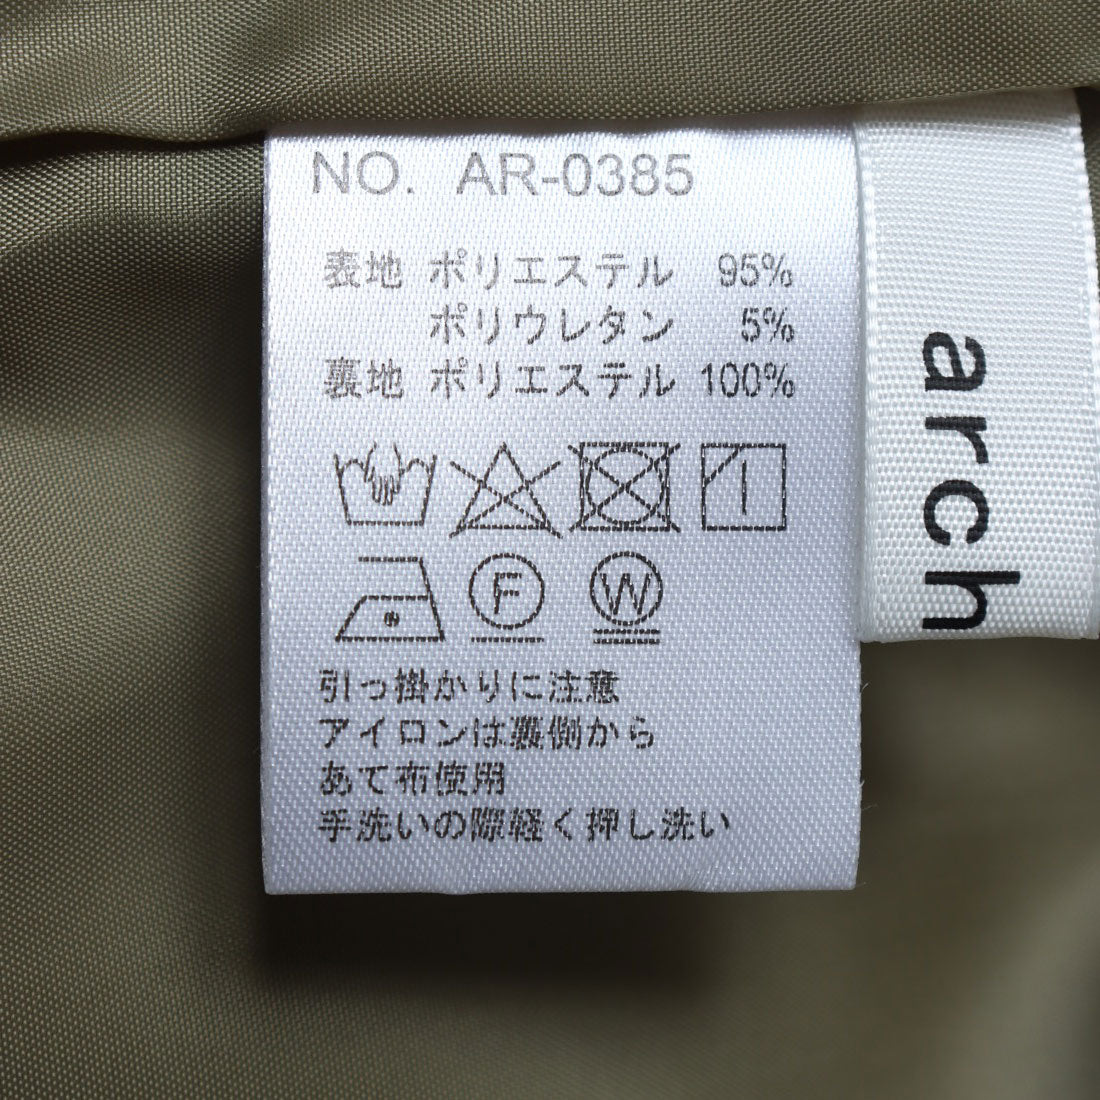 NO. AR-0385
表地 ポリエステル 95%
ポリウレタン 5%
裏地 ポリエステル 100%
F W
引っ掛かりに注意
アイロンは裏側から
あて布使用
手洗いの際軽く押し洗い
arch